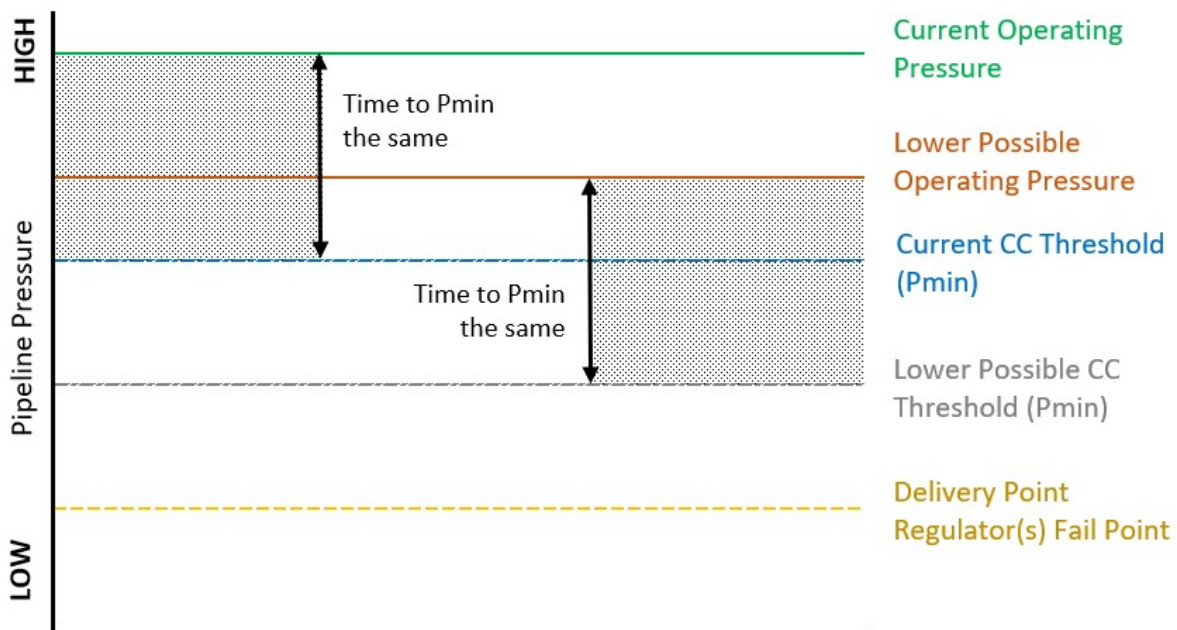 HIGH
Pipeline Pressure
LOW
Time to Pmin
the same
Time to Pmin
the same
Current Operating
Pressure
Lower Possible
Operating Pressure
Current CC Threshold
(Pmin)
Lower Possible CC
Threshold (Pmin)
Delivery Point
Regulator(s) Fail Point